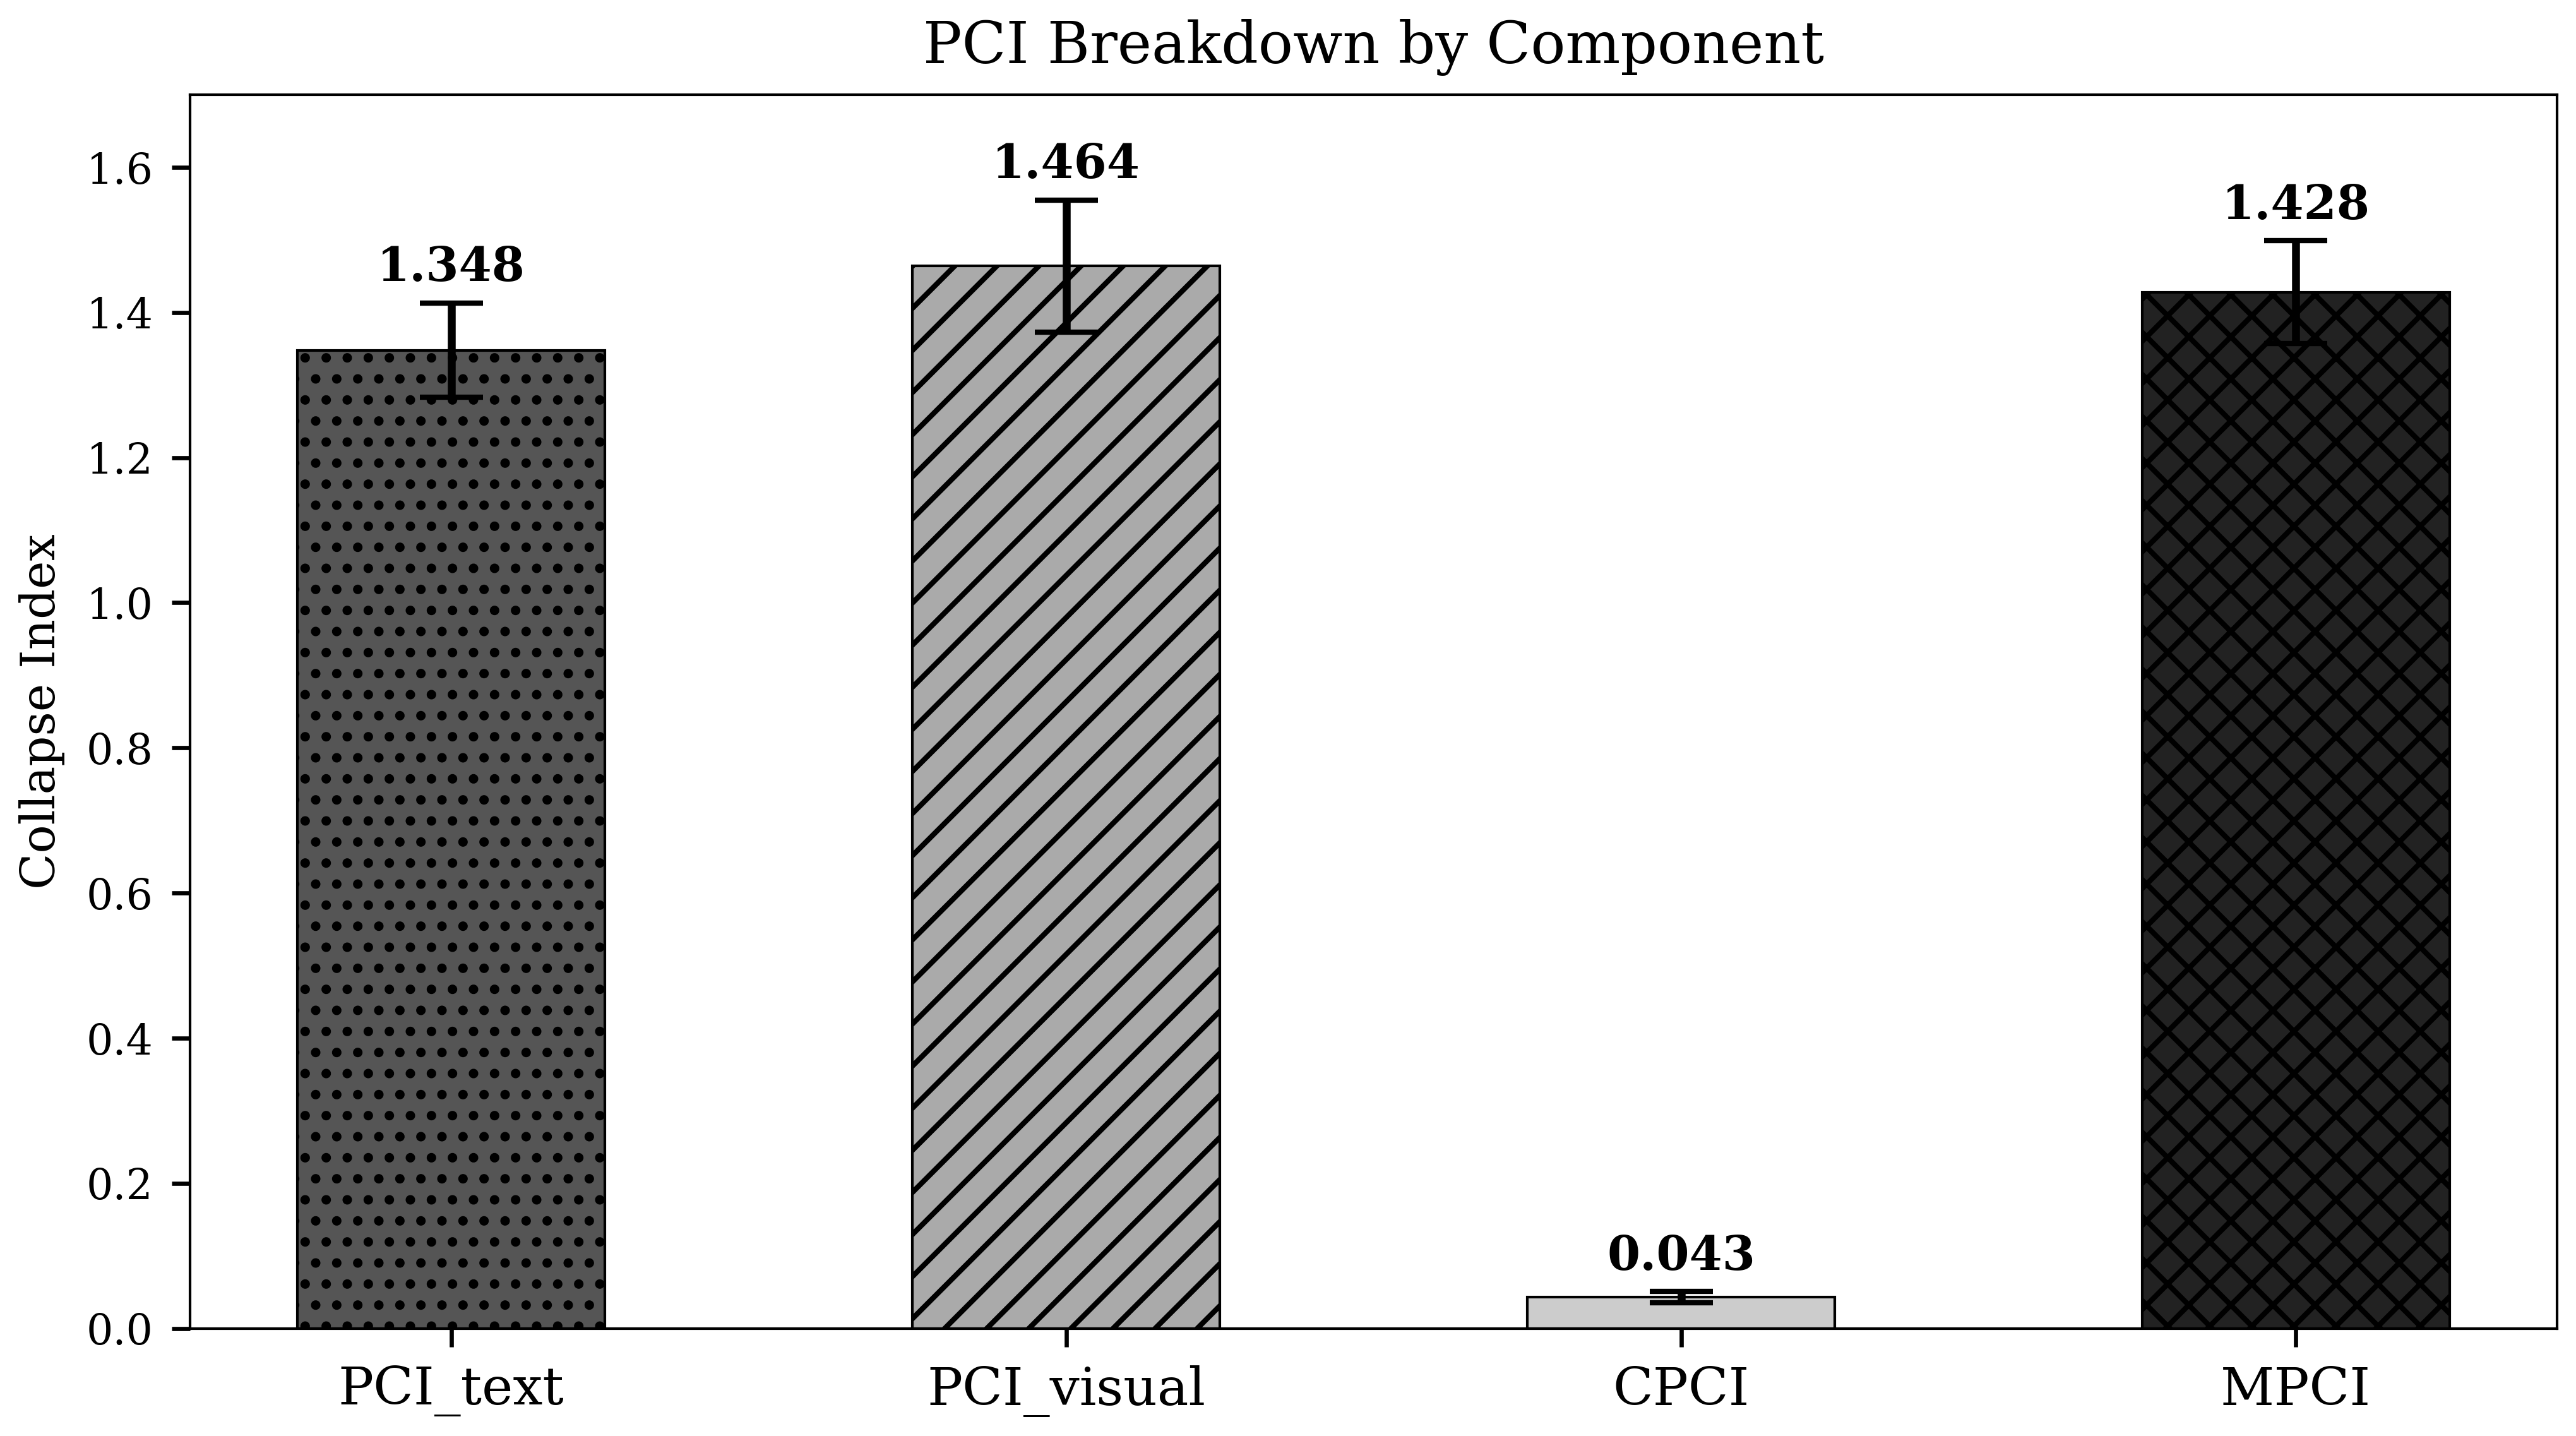 PCI Breakdown by Component
Collapse Index
1.6
1.4
1.2
1.0
0.8
0.6
0.4
0.2
0.0
1.348
1.464
0.043
1.428
PCI_text
PCI_visual
CPCI
MPCI